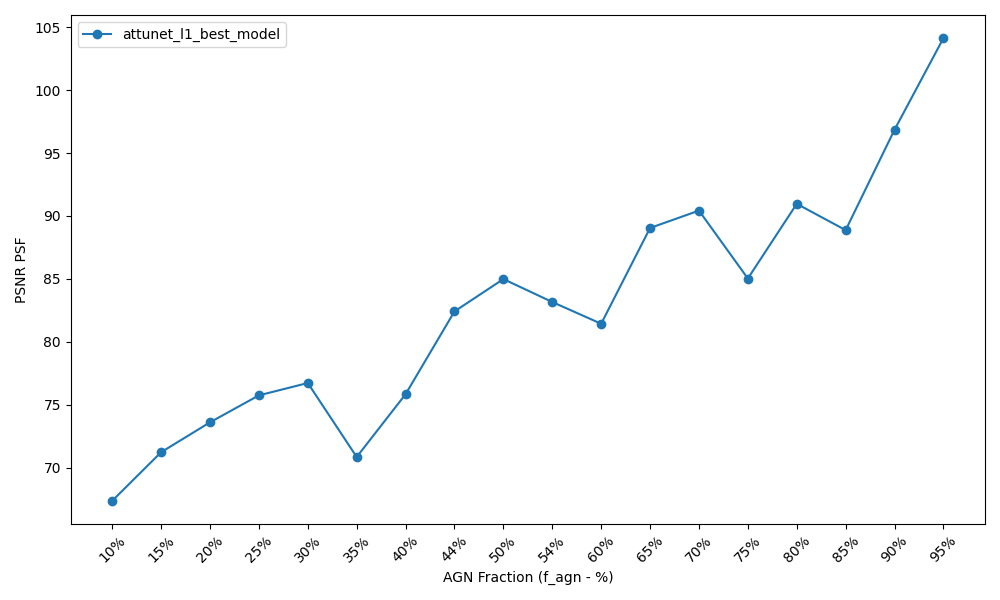 attunet_l1_best_model
105
100
95
90
85
80
75
70
PSNR PSF
10% 15% 20% 25% 30% 35% 40% 44% 50% 54% 60% 65% 70% 75% 80% 85% 90% 95%
AGN Fraction (f_agn - %)